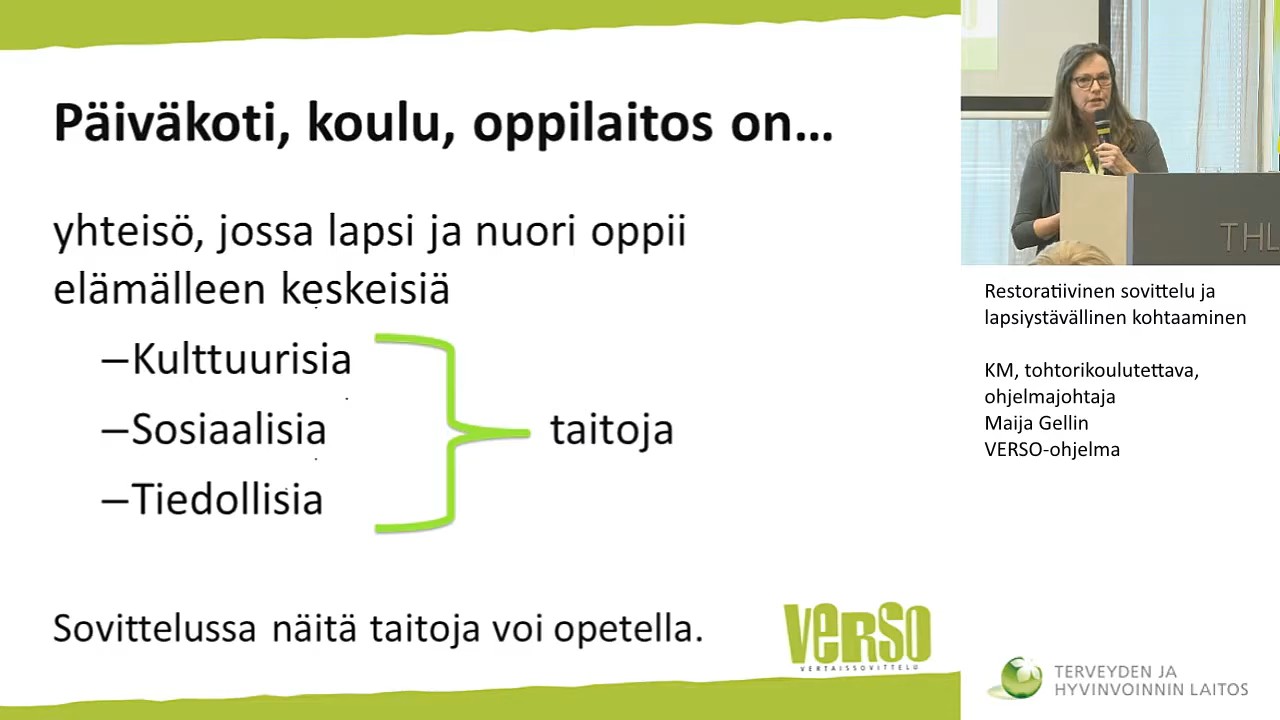 Päiväkoti, koulu, oppilaitos on…
yhteisö, jossa lapsi ja nuori oppii
elämälleen keskeisiä
–Kulttuurisia
–Sosiaalisia
–Tiedollisia
taitoja
Sovittelussa näitä taitoja voi opetella.
VERSO
VERTAISSOVITTELU
THL
Restoratiivinen sovittelu ja
lapsiystävällinen kohtaaminen
KM, tohtorikoulutettava,
ohjelmajohtaja
Maija Gellin
VERSO-ohjelma
TERVEYDEN JA
HYVINVOINNIN LAITOS